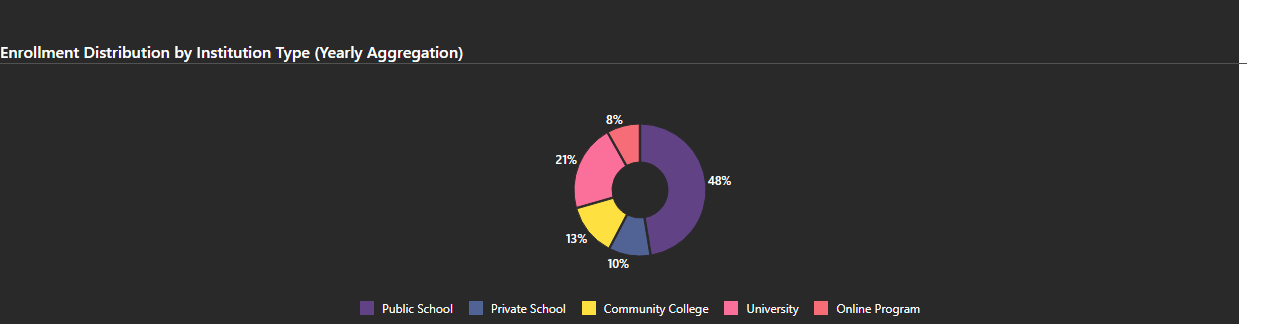 Enrollment Distribution by Institution Type (Yearly Aggregation)
8%
21%
48%
13%
10%
Public School Private School Community College University Online Program